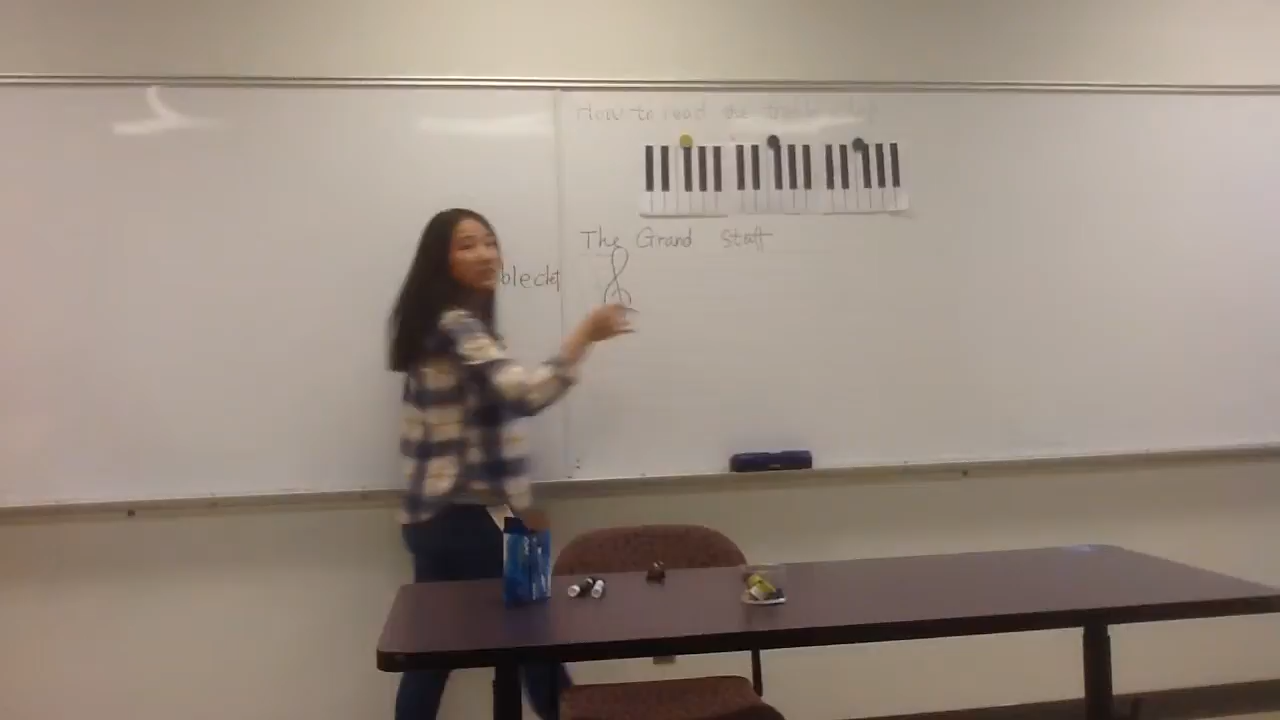 How to read the treble clef
The Grand Staff
ble clef